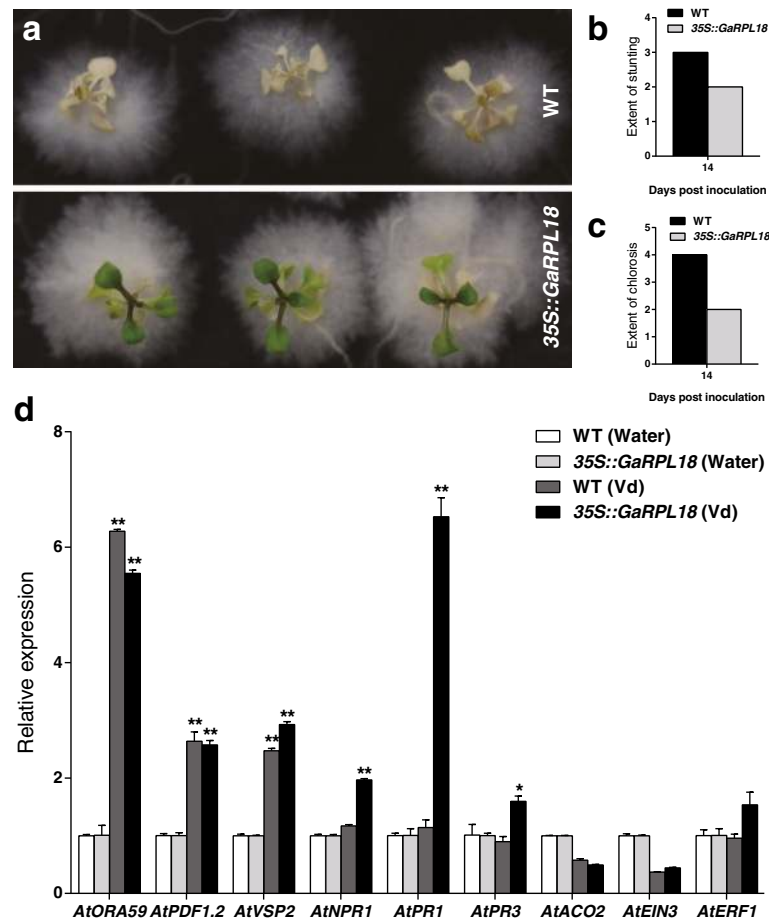 a
WT
35S::GaRPL18
b
WT
35S::GaRPL18
Extent of stunting
4
3
2
1
0
14
Days post inoculation
c
WT
35S::GaRPL18
Extent of chlorosis
5
4
3
2
1
0
14
Days post inoculation
d
WT (Water)
35S::GaRPL18 (Water)
WT (Vd)
35S::GaRPL18 (Vd)
Relative expression
8
6
4
2
0
** ** ** ** ** ** ** ** *
AtORA59 AtPDF1.2 AtVSP2 AtNPR1 AtPR1 AtPR3 AtACO2 AtEIN3 AtERF1